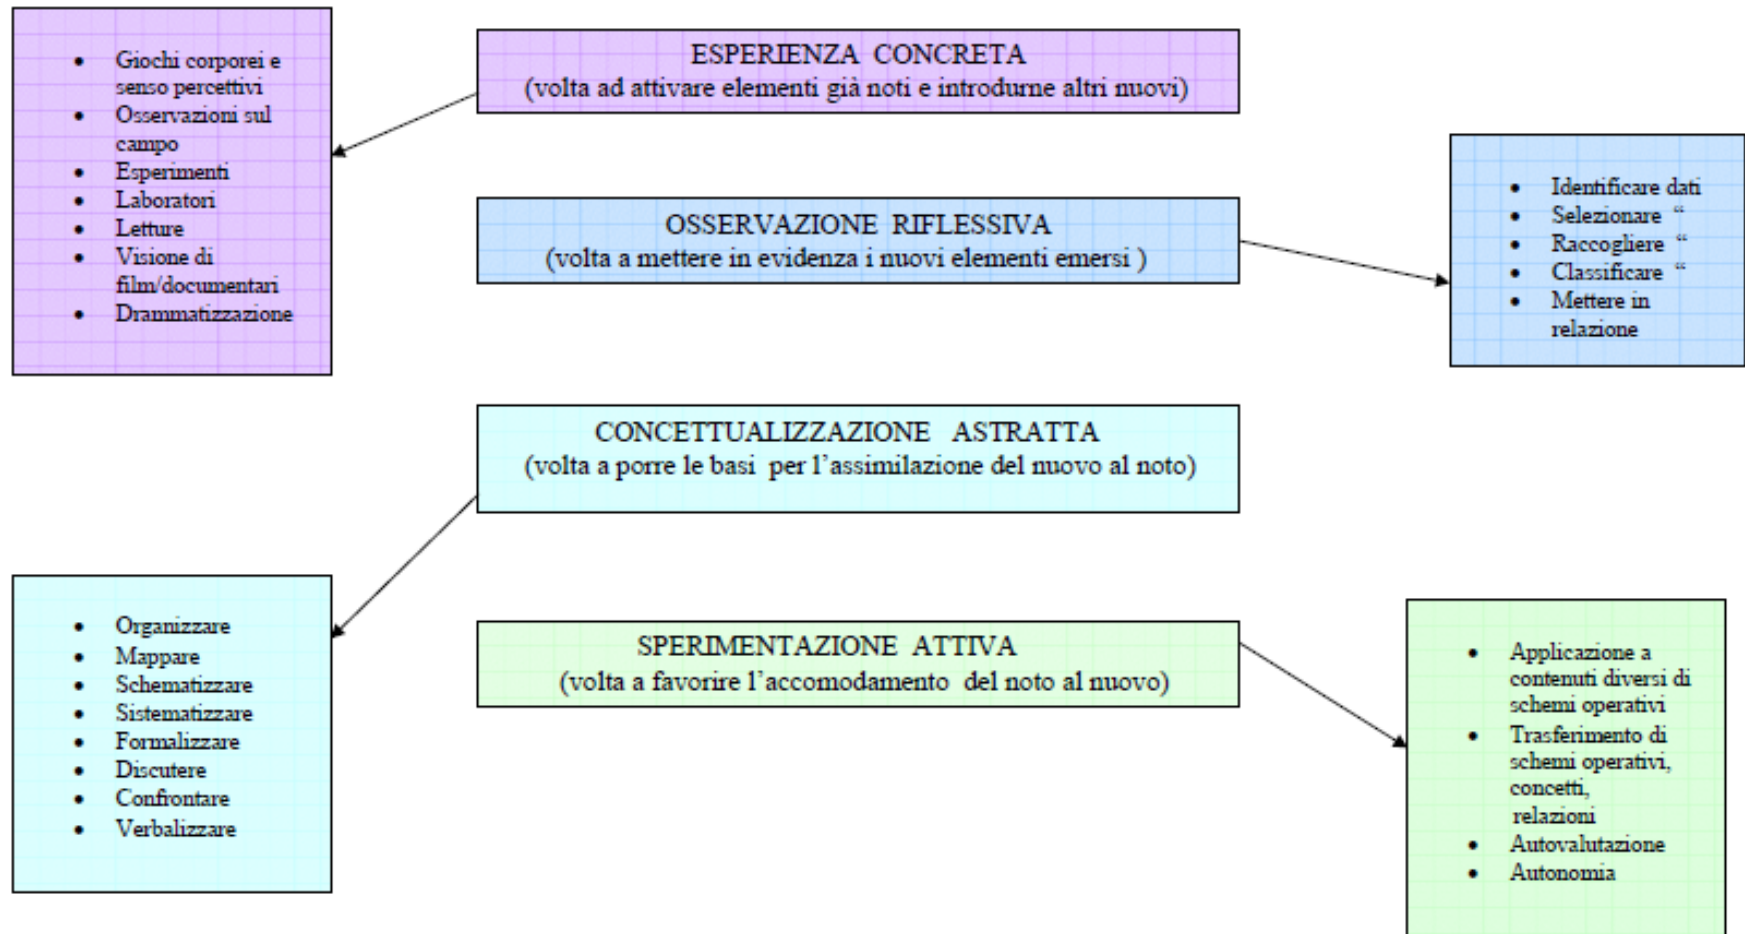 ESPERIENZA CONCRETA
(volta ad attivare elementi già noti e introdurne altri nuovi)
• Giochi corporei e
senso percettivi
• Osservazioni sul
campo
• Esperimenti
• Laboratori
• Letture
• Visione di
film/documentari
• Drammatizzazione
OSSERVAZIONE RIFLESSIVA
(volta a mettere in evidenza i nuovi elementi emersi )
• Identificare dati
• Selezionare “
• Raccogliere “
• Classificare “
• Mettere in
relazione
CONCETTUALIZZAZIONE ASTRATTA
(volta a porre le basi per l’assimilazione del nuovo al noto)
• Organizzare
• Mappare
• Schematizzare
• Sistematizzare
• Formalizzare
• Discutere
• Confrontare
• Verbalizzare
SPERIMENTAZIONE ATTIVA
(volta a favorire l’accomodamento del noto al nuovo)
• Applicazione a
contenuti diversi di
schemi operativi
• Trasferimento di
schemi operativi,
concetti,
relazioni
• Autovalutazione
• Autonomia